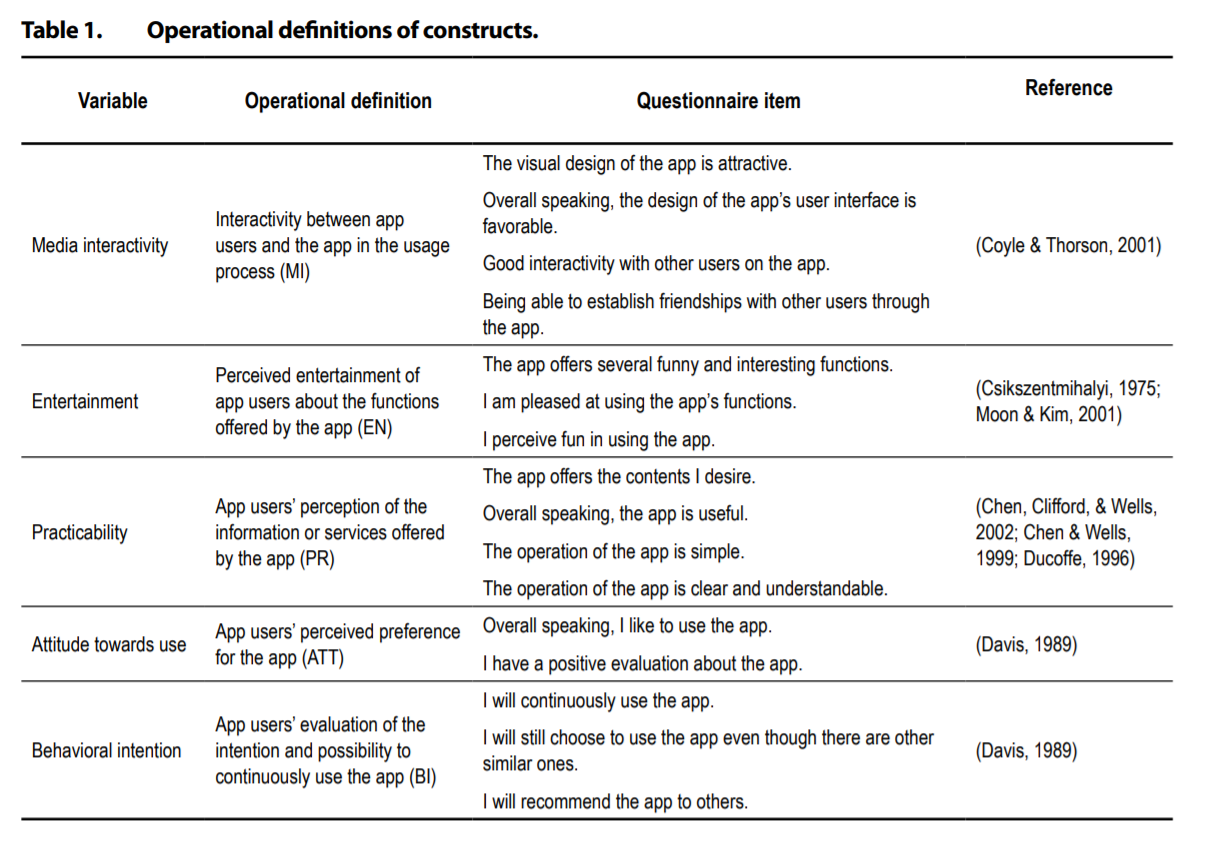 Table 1. Operational definitions of constructs.
Variable Operational definition Questionnaire item Reference
Media interactivity
Interactivity between app
users and the app in the usage
process (MI)
The visual design of the app is attractive.
Overall speaking, the design of the app's user interface is
favorable.
Good interactivity with other users on the app.
Being able to establish friendships with other users through
the app.
(Coyle & Thorson, 2001)
Entertainment
Perceived entertainment of
app users about the functions
offered by the app (EN)
The app offers several funny and interesting functions.
I am pleased at using the app's functions.
I perceive fun in using the app.
(Csikszentmihalyi, 1975;
Moon & Kim, 2001)
Practicability
App users' perception of the
information or services offered
by the app (PR)
The app offers the contents I desire.
Overall speaking, the app is useful.
The operation of the app is simple.
The operation of the app is clear and understandable.
(Chen, Clifford, & Wells,
2002; Chen & Wells,
1999; Ducoffe, 1996)
Attitude towards use
App users' perceived preference
for the app (ATT)
Overall speaking, I like to use the app.
I have a positive evaluation about the app.
(Davis, 1989)
Behavioral intention
App users' evaluation of the
intention and possibility to
continuously use the app (BI)
I will continuously use the app.
I will still choose to use the app even though there are other
similar ones.
I will recommend the app to others.
(Davis, 1989)